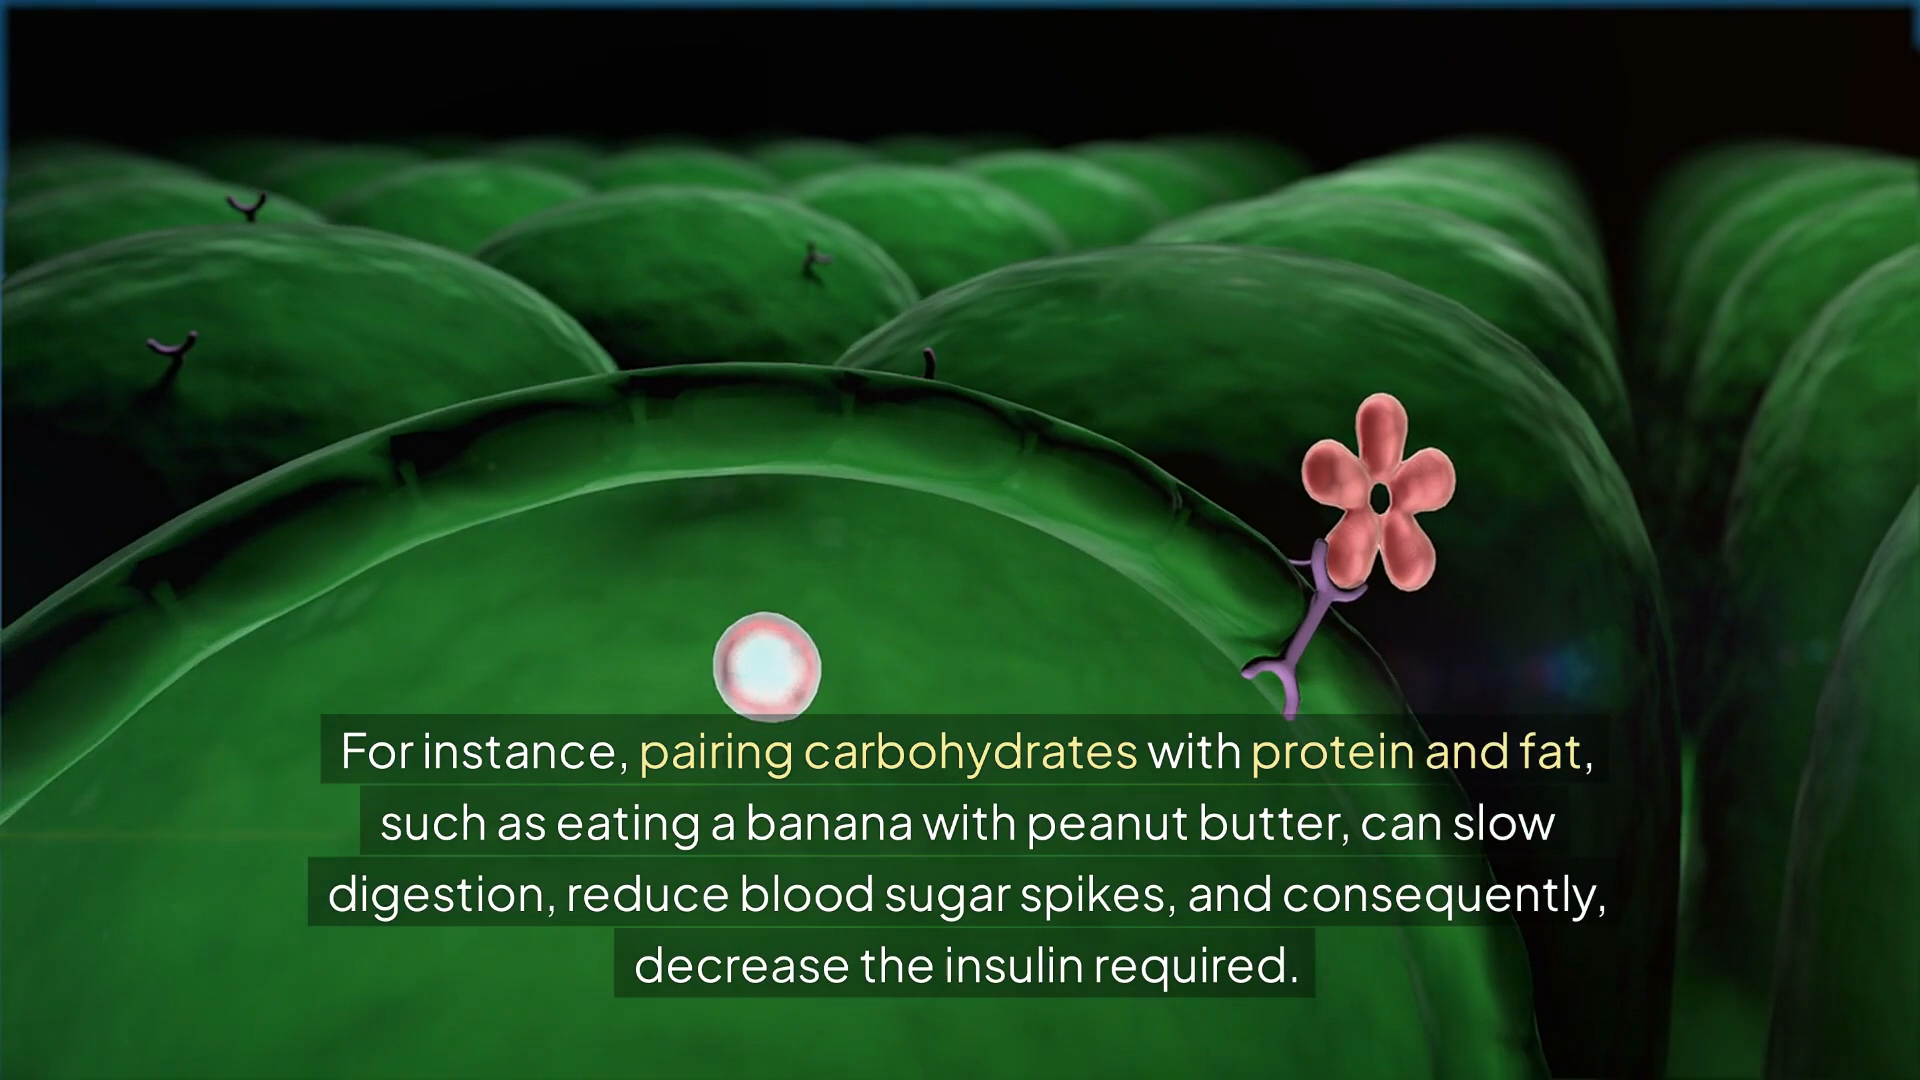 For instance, pairing carbohydrates with protein and fat,
such as eating a banana with peanut butter, can slow
digestion, reduce blood sugar spikes, and consequently,
decrease the insulin required.